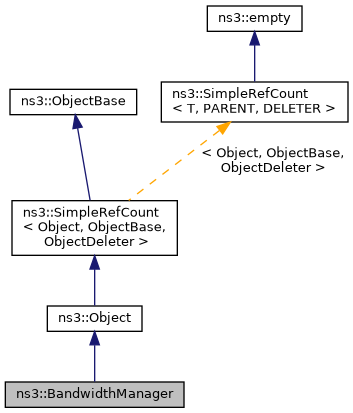 ns3::empty
ns3::ObjectBase
ns3::SimpleRefCount
< T, PARENT, DELETER >
< Object, ObjectBase,
ObjectDeleter >
ns3::SimpleRefCount
< Object, ObjectBase,
ObjectDeleter >
ns3::Object
ns3::BandwidthManager